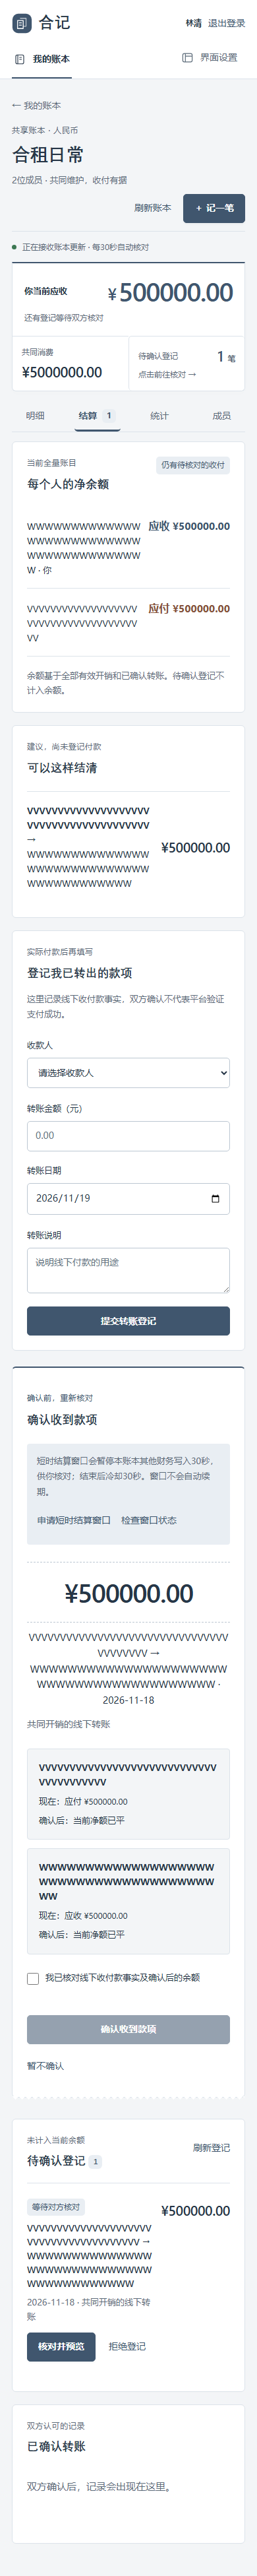 合记
林清 退出登录
我的账本 界面设置
← 我的账本
共享账本 · 人民币
合租日常
2位成员 · 共同维护，收付有据
刷新账本 + 记一笔
正在接收账本更新 · 每30秒自动核对
你当前应收 ¥500000.00
还有登记等待双方核对
共同消费
¥5000000.00
待确认登记 1 笔
点击前往核对 →
明细 结算 1 统计 成员
当前全量账目 仍有待核对的收付
每个人的净余额
WWWWWWWWWWWWW 应收 ¥500000.00
WWWWWWWWWWWWW
WWWWWWWWWWWWW
W · 你
VVVVVVVVVVVVVVVVVV 应付 ¥500000.00
VVVVVVVVVVVVVVVVVV
VV
余额基于全部有效开销和已确认转账。待确认登记不
计入余额。
建议，尚未登记付款
可以这样结清
VVVVVVVVVVVVVVVVVVVV
VVVVVVVVVVVVVVVVVVVV
→
WWWWWWWWWWWWWW
WWWWWWWWWWWWWW
WWWWWWWWWWWW
¥500000.00
实际付款后再填写
登记我已转出的款项
这里记录线下收付款事实，双方确认不代表平台验证
支付成功。
收款人
请选择收款人
转账金额（元）
0.00
转账日期
2026/11/19
转账说明
说明线下付款的用途
提交转账登记
确认前，重新核对
确认收到款项
短时结算窗口会暂停本账本其他财务写入30秒，
供你核对；结束后冷却30秒。窗口不会自动续
期。
申请短时结算窗口 检查窗口状态
¥500000.00
VVVVVVVVVVVVVVVVVVVVVVVVVVVVVVVV
VVVVVVVV →
WWWWWWWWWWWWWWWWWWWWW
WWWWWWWWWWWWWWWWWWW ·
2026-11-18
共同开销的线下转账
VVVVVVVVVVVVVVVVVVVVVVVVVVVVV
VVVVVVVVVVV
现在：应付 ¥500000.00
确认后：当前净额已平
WWWWWWWWWWWWWWWWWWW
WWWWWWWWWWWWWWWWWWW
WW
现在：应收 ¥500000.00
确认后：当前净额已平
我已核对线下收付款事实及确认后的余额
确认收到款项
暂不确认
未计入当前余额
待确认登记 1 刷新登记
等待对方核对 ¥500000.00
VVVVVVVVVVVVVVVVVVVVV
VVVVVVVVVVVVVVVVVVV →
WWWWWWWWWWWWWW
WWWWWWWWWWWWWW
WWWWWWWWWWWW
2026-11-18 · 共同开销的线下转
账
核对并预览 拒绝登记
双方认可的记录
已确认转账
双方确认后，记录会出现在这里。